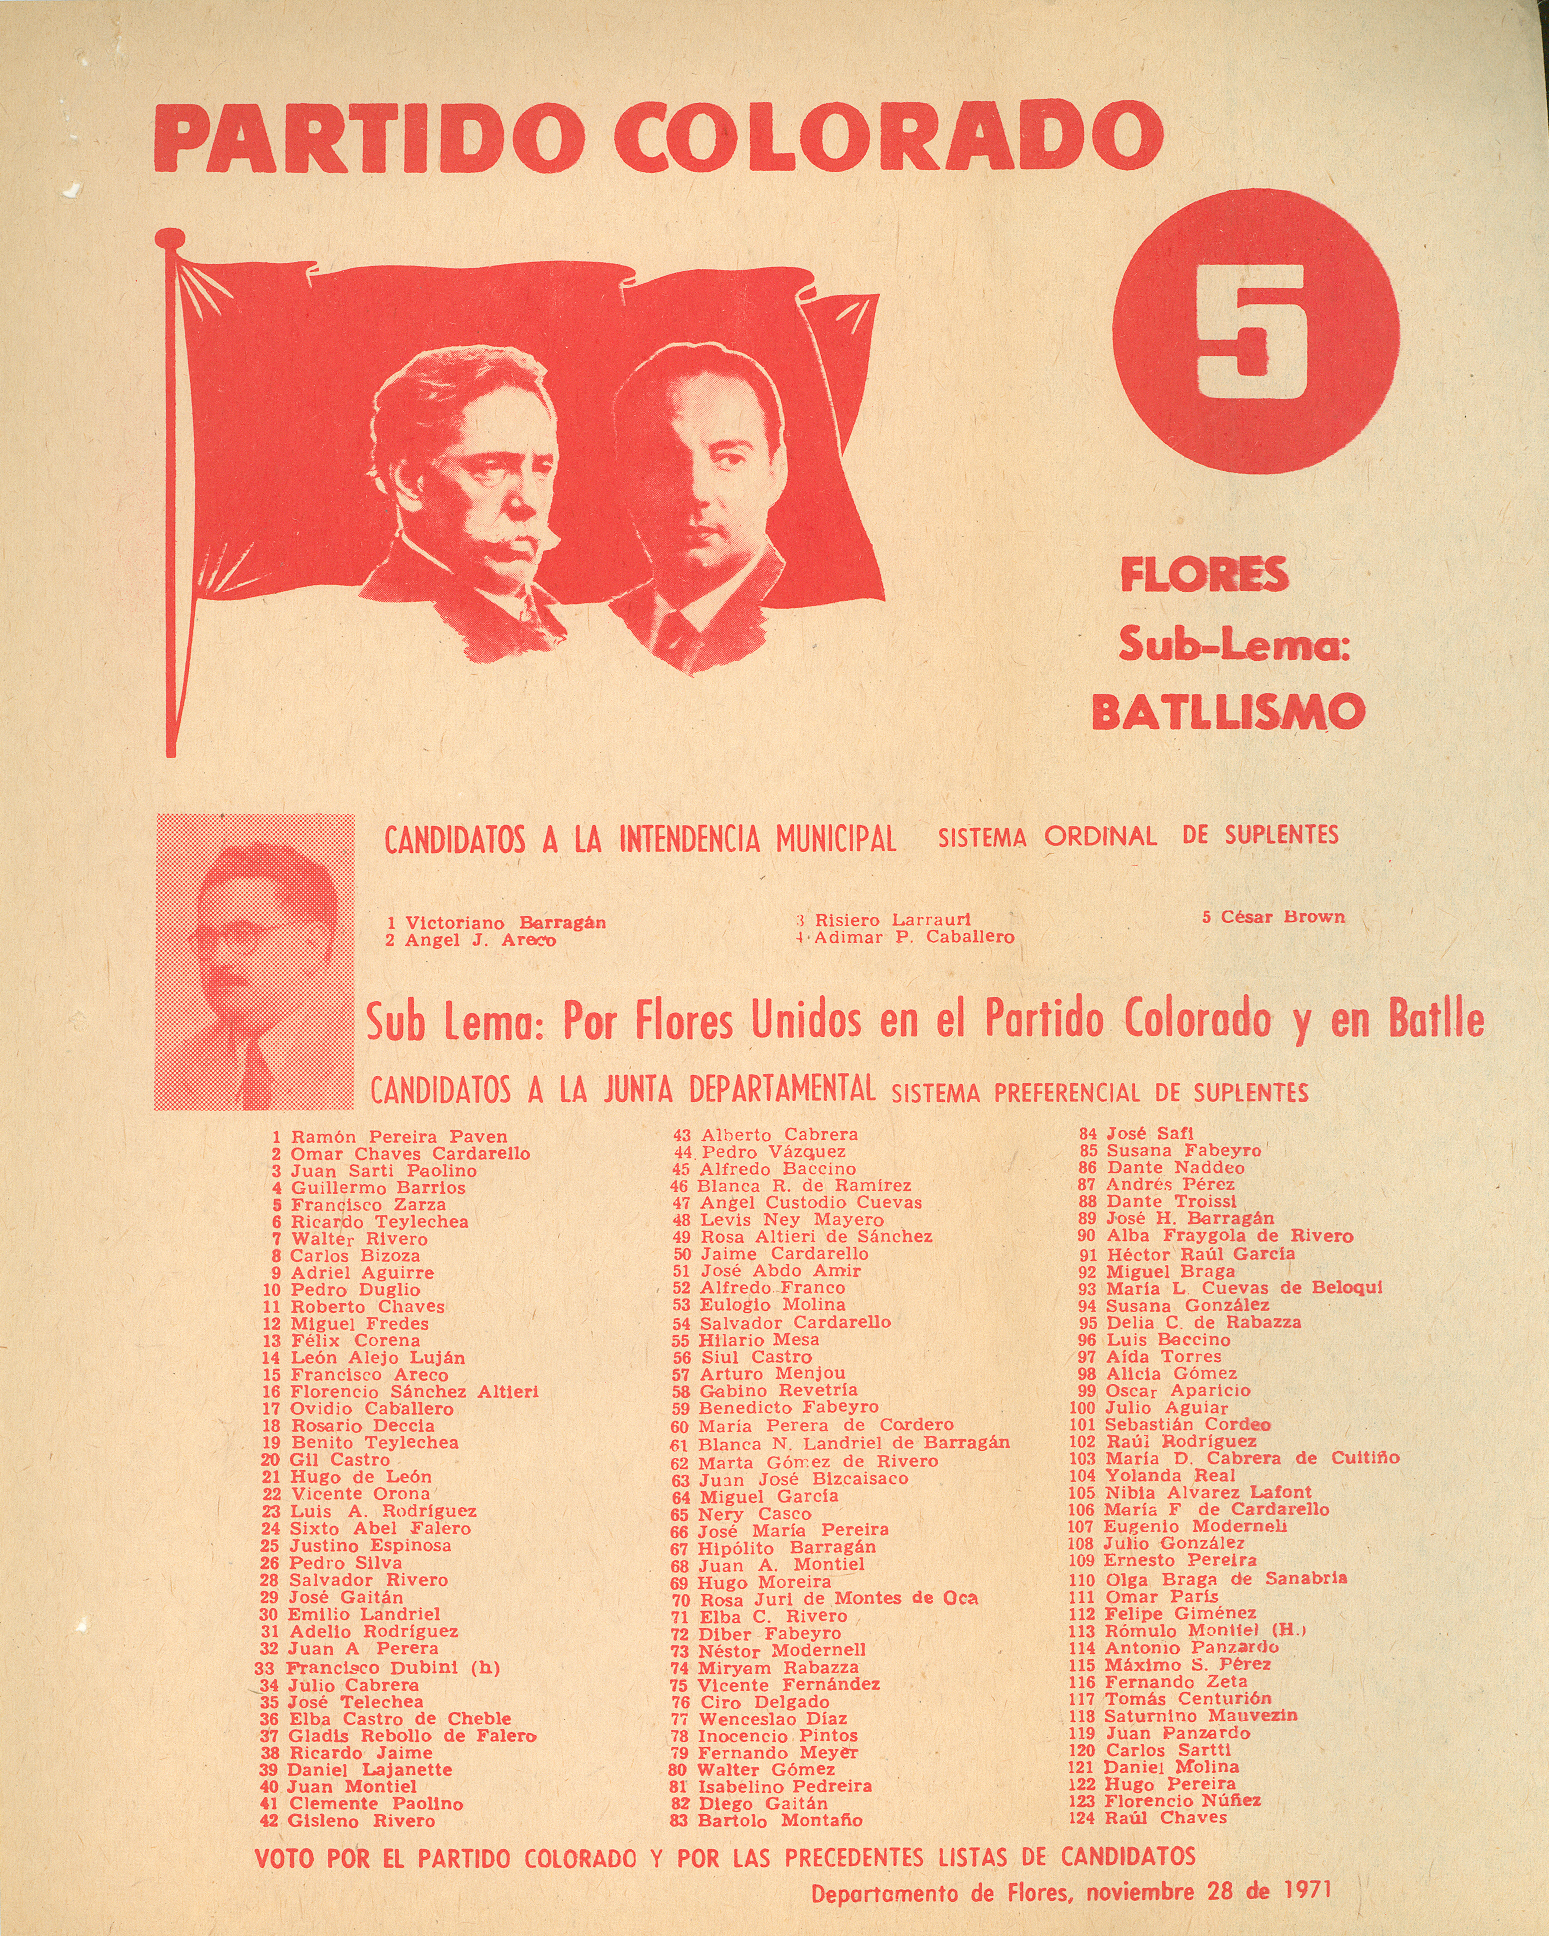 PARTIDO COLORADO
5
FLORES
Sub-Lema:
BATLLISMO
CANDIDATOS A LA INTENDENCIA MUNICIPAL SISTEMA ORDINAL DE SUPLENTES
1 Victoriano Barragán
2 Angel J. Areco
3 Risiero Larrauri
4 Adimar P. Caballero
5 César Brown
Sub Lema: Por Flores Unidos en el Partido Colorado y en Batlle
CANDIDATOS A LA JUNTA DEPARTAMENTAL SISTEMA PREFERENCIAL DE SUPLENTES
1 Ramón Pereira Paven
2 Omar Chaves Cardarello
3 Juan Sarti Paolino
4 Guillermo Barrios
5 Francisco Zarza
6 Ricardo Teylechea
7 Walter Rivero
8 Carlos Bizoza
9 Adriel Aguirre
10 Pedro Duglio
11 Roberto Chaves
12 Miguel Fredes
13 Félix Corena
14 León Alejo Luján
15 Francisco Areco
16 Florencio Sánchez Altieri
17 Ovidio Caballero
18 Rosario Deccia
19 Benito Teylechea
20 Gil Castro
21 Hugo de León
22 Vicente Orona
23 Luis A. Rodríguez
24 Sixto Abel Falero
25 Justino Espinosa
26 Pedro Silva
28 Salvador Rivero
29 José Gaitán
30 Emilio Landriel
31 Adelio Rodríguez
32 Juan A Perera
33 Francisco Dubini (h)
34 Julio Cabrera
35 José Telechea
36 Elba Castro de Cheble
37 Gladis Rebollo de Falero
38 Ricardo Jaime
39 Daniel Lajanette
40 Juan Montiel
41 Clemente Paolino
42 Gisleno Rivero
43 Alberto Cabrera
44 Pedro Vázquez
45 Alfredo Baccino
46 Blanca R. de Ramírez
47 Angel Custodio Cuevas
48 Levis Ney Mayero
49 Rosa Altieri de Sánchez
50 Jaime Cardarello
51 José Abdo Amir
52 Alfredo Franco
53 Eulogio Molina
54 Salvador Cardarello
55 Hilario Mesa
56 Siul Castro
57 Arturo Menjou
58 Gabino Revetría
59 Benedicto Fabeyro
60 María Perera de Cordero
61 Blanca N. Landriel de Barragán
62 Marta Gómez de Rivero
63 Juan José Bizcaisaco
64 Miguel García
65 Nery Casco
66 José María Pereira
67 Hipólito Barragán
68 Juan A. Montiel
69 Hugo Moreira
70 Rosa Juri de Montes de Oca
71 Elba C. Rivero
72 Diber Fabeyro
73 Néstor Modernell
74 Miryam Rabazza
75 Vicente Fernández
76 Ciro Delgado
77 Wenceslao Díaz
78 Inocencio Pintos
79 Fernando Meyer
80 Walter Gómez
81 Isabelino Pedreira
82 Diego Gaitán
83 Bartolo Montaño
84 José Safi
85 Susana Fabeyro
86 Dante Naddeo
87 Andrés Pérez
88 Dante Troissi
89 José H. Barragán
90 Alba Fraygola de Rivero
91 Héctor Raúl García
92 Miguel Braga
93 María L. Cuevas de Beloqui
94 Susana González
95 Delia C. de Rabazza
96 Luis Baccino
97 Aída Torres
98 Alicia Gómez
99 Oscar Aparicio
100 Julio Aguiar
101 Sebastián Cordeo
102 Raúl Rodríguez
103 María D. Cabrera de Cuitiño
104 Yolanda Real
105 Nibia Alvarez Lafont
106 María F de Cardarello
107 Eugenio Moderneli
108 Julio González
109 Ernesto Pereira
110 Olga Braga de Sanabria
111 Omar París
112 Felipe Giménez
113 Rómulo Montiel (H.)
114 Antonio Panzardo
115 Máximo S. Pérez
116 Fernando Zeta
117 Tomás Centurión
118 Saturnino Mauvezin
119 Juan Panzardo
120 Carlos Sartti
121 Daniel Molina
122 Hugo Pereira
123 Florencio Núñez
124 Raúl Chaves
VOTO POR EL PARTIDO COLORADO Y POR LAS PRECEDENTES LISTAS DE CANDIDATOS
Departamento de Flores, noviembre 28 de 1971